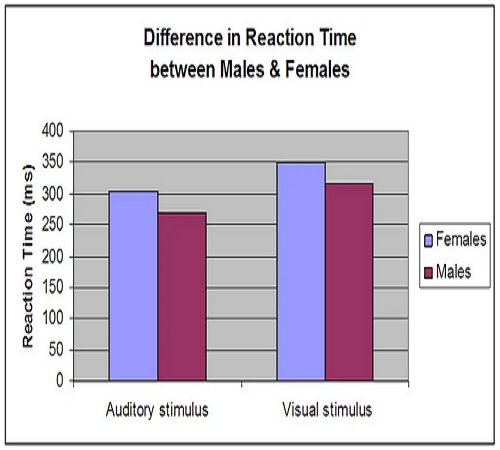 Difference in Reaction Time
between Males & Females
Reaction Time (ms)
400
350
300
250
200
150
100
50
0
Auditory stimulus
Visual stimulus
Females
Males